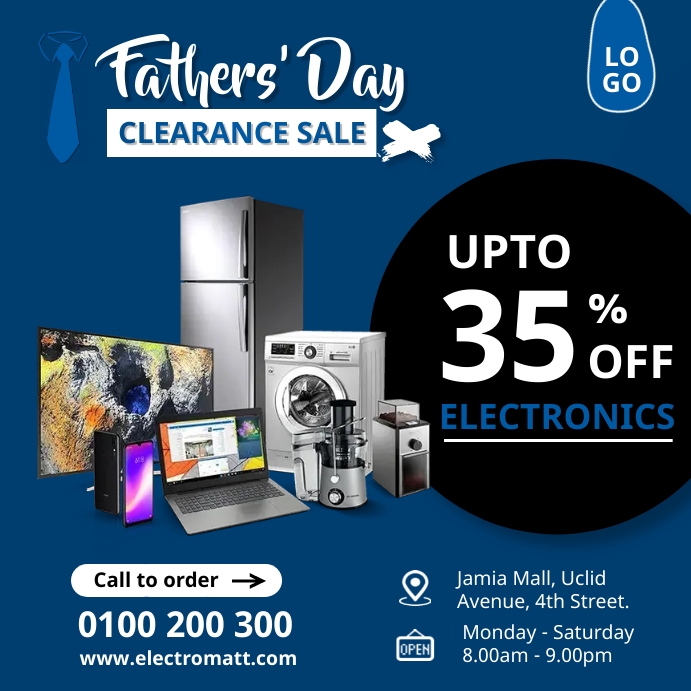 Fathers' Day
CLEARANCE SALE
LO
GO
UPTO
35%
OFF
ELECTRONICS
Call to order
0100 200 300
www.electromatt.com
Jamia Mall, Uclid
Avenue, 4th Street.
OPEN
Monday - Saturday
8.00am - 9.00pm